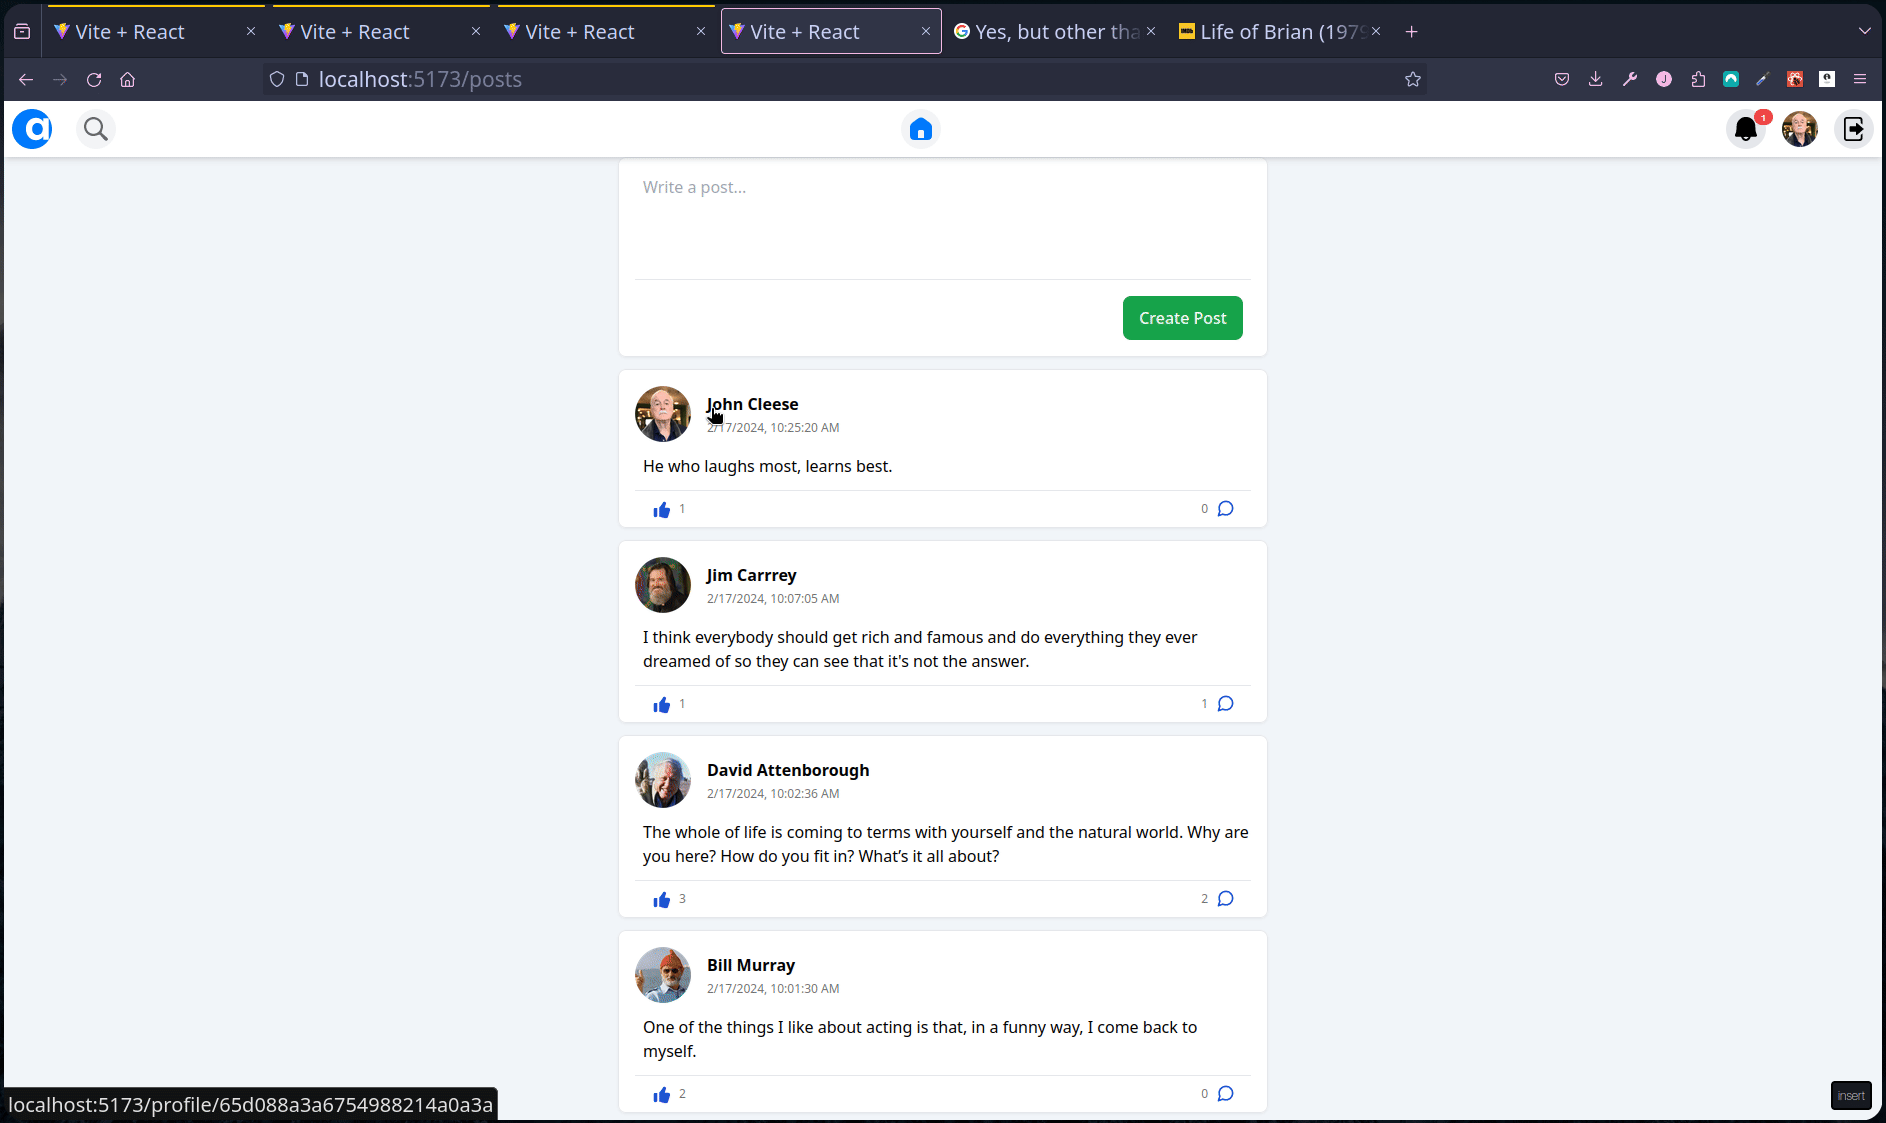 Vite + React
Vite + React
Vite + React
Vite + React
Yes, but other tha
Life of Brian (1979
localhost:5173/posts
a
1
Write a post...
Create Post
John Cleese
2/17/2024, 10:25:20 AM
He who laughs most, learns best.
1
0
Jim Carrrey
2/17/2024, 10:07:05 AM
I think everybody should get rich and famous and do everything they ever
dreamed of so they can see that it's not the answer.
1
1
David Attenborough
2/17/2024, 10:02:36 AM
The whole of life is coming to terms with yourself and the natural world. Why are
you here? How do you fit in? What’s it all about?
3
2
Bill Murray
2/17/2024, 10:01:30 AM
One of the things I like about acting is that, in a funny way, I come back to
myself.
2
0
localhost:5173/profile/65d088a3a6754988214a0a3a
insert